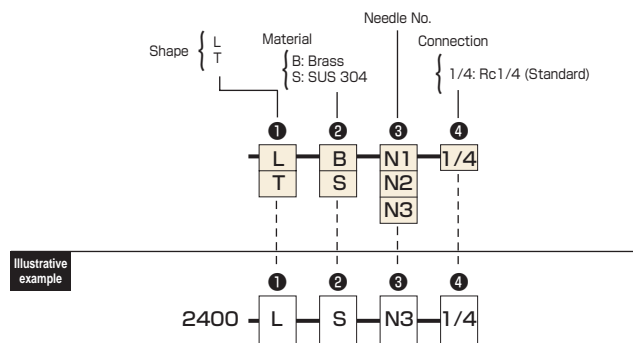 Needle No.
Material
Connection
Shape { L
T
B: Brass
S: SUS 304
1/4: Rc1/4 (Standard)
❶ ❷ ❸ ❹
L B N1 1/4
T S N2
N3
Illustrative
example
❶ ❷ ❸ ❹
2400 L S N3 1/4